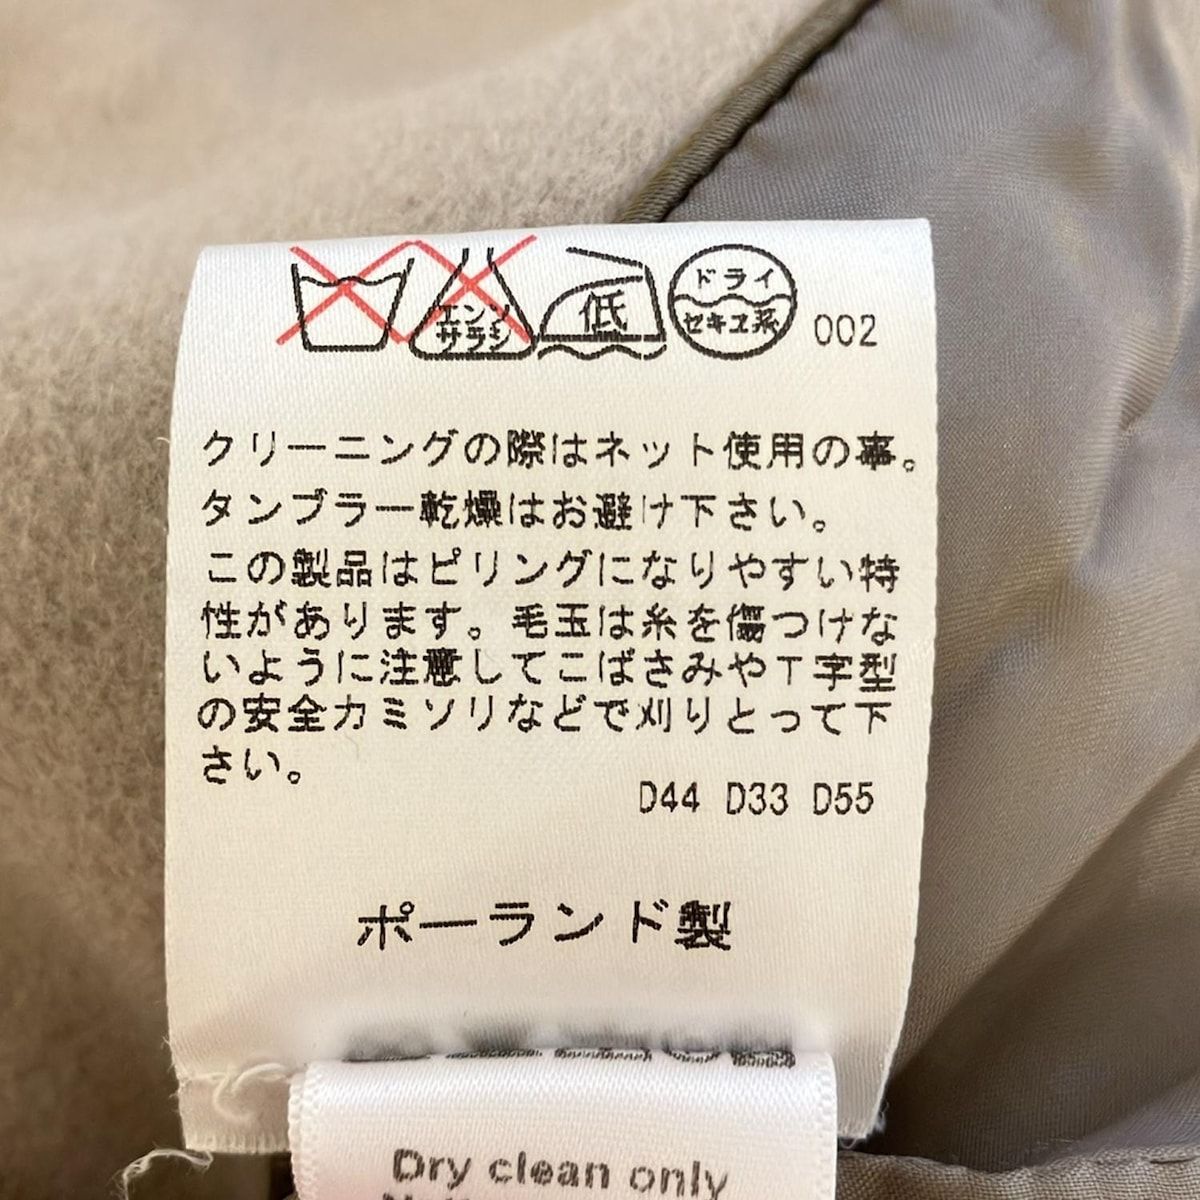 エンソ
サラシ
低
ドライ
セキユ系
002
クリーニングの際はネット使用の事。
タンブラー乾燥はお避け下さい。
この製品はピリングになりやすい特
性があります。毛玉は糸を傷つけな
いように注意してこばさみやT字型
の安全カミソリなどで刈りとって下
さい。
D44 D33 D55
ポーランド製
Dry clean only